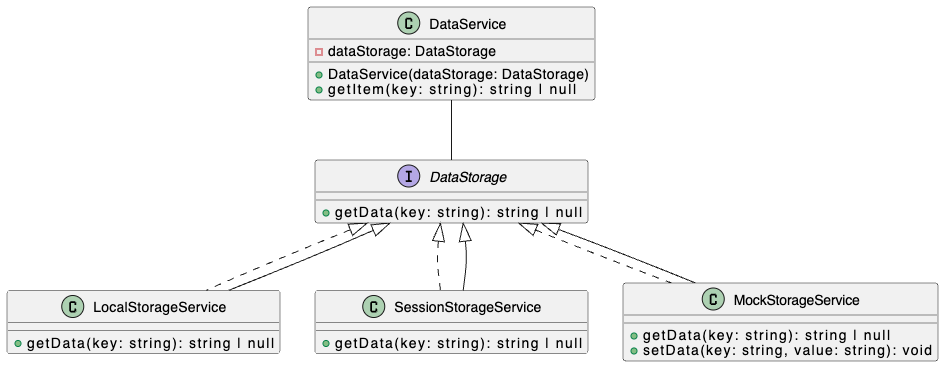 C DataService
dataStorage: DataStorage
DataService(dataStorage: DataStorage)
getItem(key: string): string | null
I DataStorage
getData(key: string): string | null
C LocalStorageService
getData(key: string): string | null
C SessionStorageService
getData(key: string): string | null
C MockStorageService
getData(key: string): string | null
setData(key: string, value: string): void